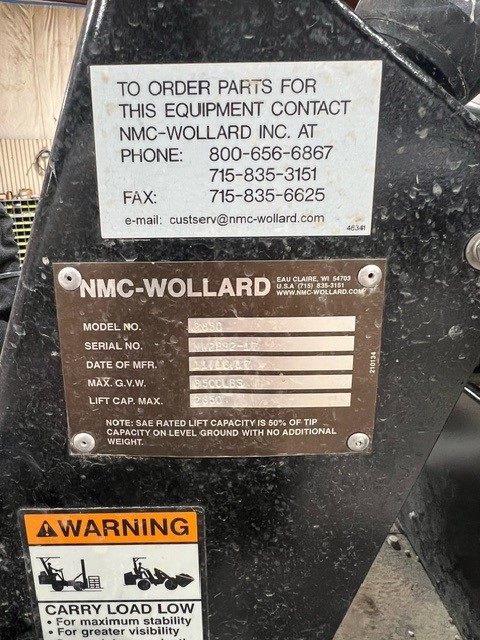 TO ORDER PARTS FOR
THIS EQUIPMENT CONTACT
NMC-WOLLARD INC. AT
PHONE: 800-656-6867
715-835-3151
FAX: 715-835-6625
e-mail: custserv@nmc-wollard.com
46341
NMC-WOLLARD
EAU CLAIRE, WI 54703
U.S.A (715) 835-3151
WWW.NMC-WOLLARD.COM
MODEL NO.
SERIAL NO.
DATE OF MFR.
MAX. G.V.W.
LIFT CAP. MAX.
210134
NOTE: SAE RATED LIFT CAPACITY IS 50% OF TIP
CAPACITY ON LEVEL GROUND WITH NO ADDITIONAL
WEIGHT.
WARNING
CARRY LOAD LOW
• For maximum stability
• For greater visibility